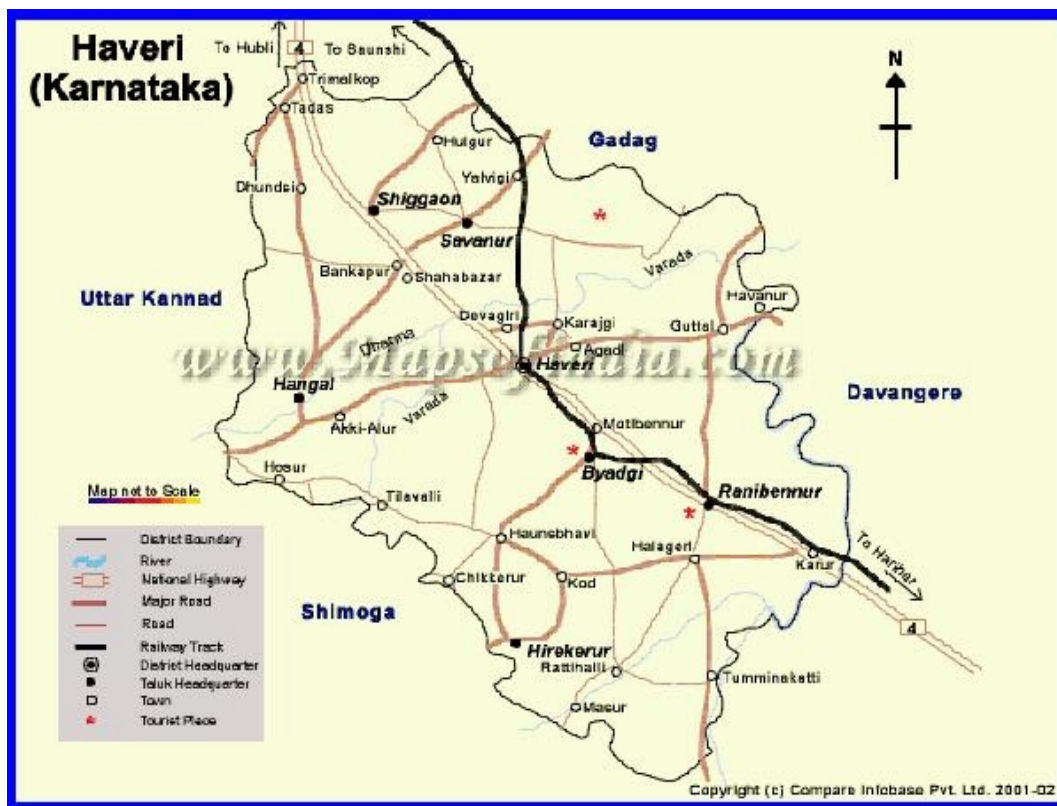 Haveri
(Karnataka)
To Hubli
4
To Saunshi
N
Trimalkop
Tadas
Hulgur
Gadag
Yalvigi
Dhundsi
Shiggaon
Savanur
Bankapur
Shahabazar
Varada
Uttar Kannad
Havanur
Devagiri
Karajgi
Guttal
Dharma
Agadi
www.Mapsofindia.com
Haveri
Hangal
Davangere
Varada
Akki-Alur
Motibennur
Byadgi
Hosur
Ranibennur
Map not to Scale
Tilavalli
Haunsbhavi
Halageri
Karur
To Harihar
Chikkerur
Kod
Shimoga
4
Hirekerur
Rattihalli
Tumminakatti
Masur
District Boundary
River
National Highway
Major Road
Road
Railway Track
District Headquarter
Taluk Headquarter
Town
Tourist Place
Copyright (c) Compare Infobase Pvt. Ltd. 2001-02